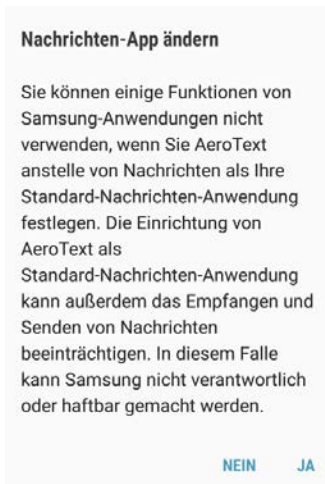 Nachrichten-App ändern
Sie können einige Funktionen von
Samsung-Anwendungen nicht
verwenden, wenn Sie AeroText
anstelle von Nachrichten als Ihre
Standard-Nachrichten-Anwendung
festlegen. Die Einrichtung von
AeroText als
Standard-Nachrichten-Anwendung
kann außerdem das Empfangen und
Senden von Nachrichten
beeinträchtigen. In diesem Falle
kann Samsung nicht verantwortlich
oder haftbar gemacht werden.
NEIN JA